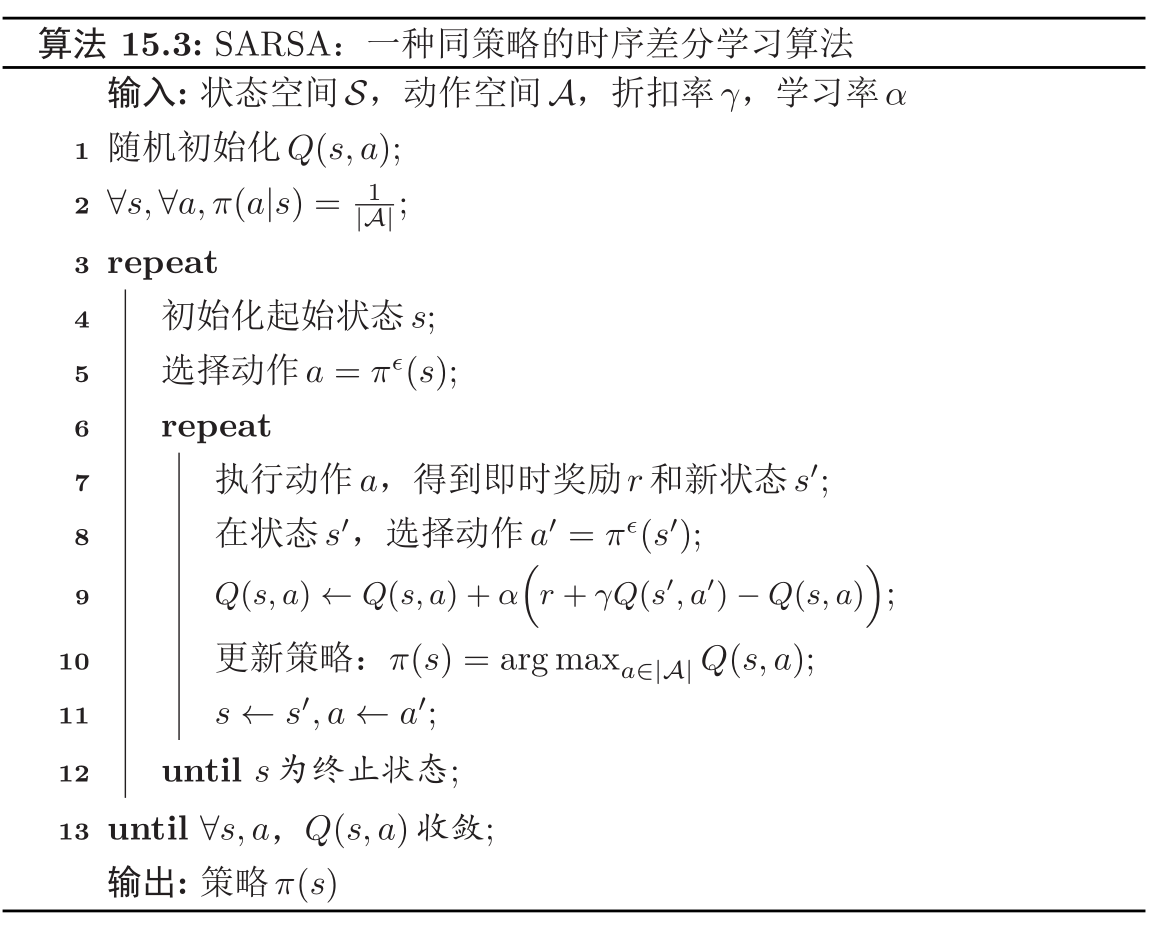 算法 15.3: SARSA：一种同策略的时序差分学习算法
输入: 状态空间 𝒮，动作空间 𝒜，折扣率 γ，学习率 α
1 随机初始化 Q(s, a);
2 ∀s, ∀a, π(a|s) = 1/|𝒜|;
3 repeat
4 初始化起始状态 s;
5 选择动作 a = π^ϵ(s);
6 repeat
7 执行动作 a，得到即时奖励 r 和新状态 s′;
8 在状态 s′，选择动作 a′ = π^ϵ(s′);
9 Q(s, a) ← Q(s, a) + α(r + γQ(s′, a′) − Q(s, a));
10 更新策略：π(s) = arg max_{a∈|𝒜|} Q(s, a);
11 s ← s′, a ← a′;
12 until s 为终止状态;
13 until ∀s, a，Q(s, a) 收敛;
输出: 策略 π(s)